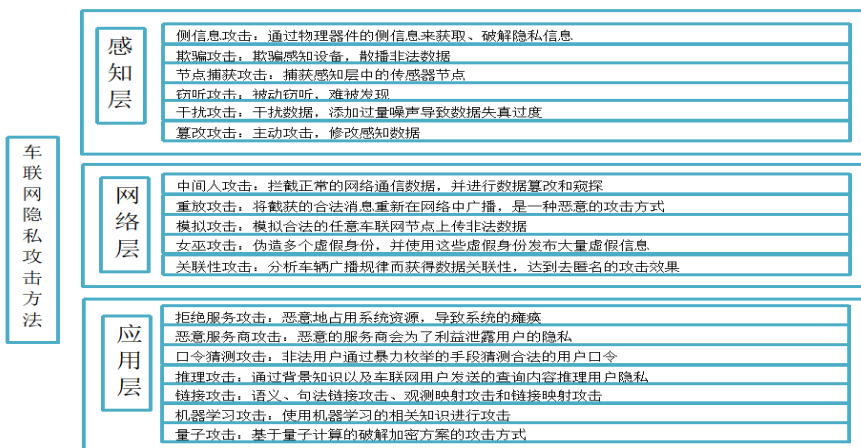 车联网隐私攻击方法
感知层
侧信息攻击：通过物理器件的侧信息来获取、破解隐私信息
欺骗攻击：欺骗感知设备，散播非法数据
节点捕获攻击：捕获感知层中的传感器节点
窃听攻击：被动窃听，难被发现
干扰攻击：干扰数据，添加过量噪声导致数据失真过度
篡改攻击：主动攻击，修改感知数据
网络层
中间人攻击：拦截正常的网络通信数据，并进行数据篡改和窥探
重放攻击：将截获的合法消息重新在网络中广播，是一种恶意的攻击方式
模拟攻击：模拟合法的任意车联网节点上传非法数据
女巫攻击：伪造多个虚假身份，并使用这些虚假身份发布大量虚假信息
关联性攻击：分析车辆广播规律而获得数据关联性，达到去匿名的攻击效果
应用层
拒绝服务攻击：恶意地占用系统资源，导致系统的瘫痪
恶意服务商攻击：恶意的服务商会为了利益泄露用户的隐私
口令猜测攻击：非法用户通过暴力枚举的手段猜测合法的用户口令
推理攻击：通过背景知识以及车联网用户发送的查询内容推理用户隐私
链接攻击：语义、句法链接攻击、观测映射攻击和链接映射攻击
机器学习攻击：使用机器学习的相关知识进行攻击
量子攻击：基于量子计算的破解加密方案的攻击方式